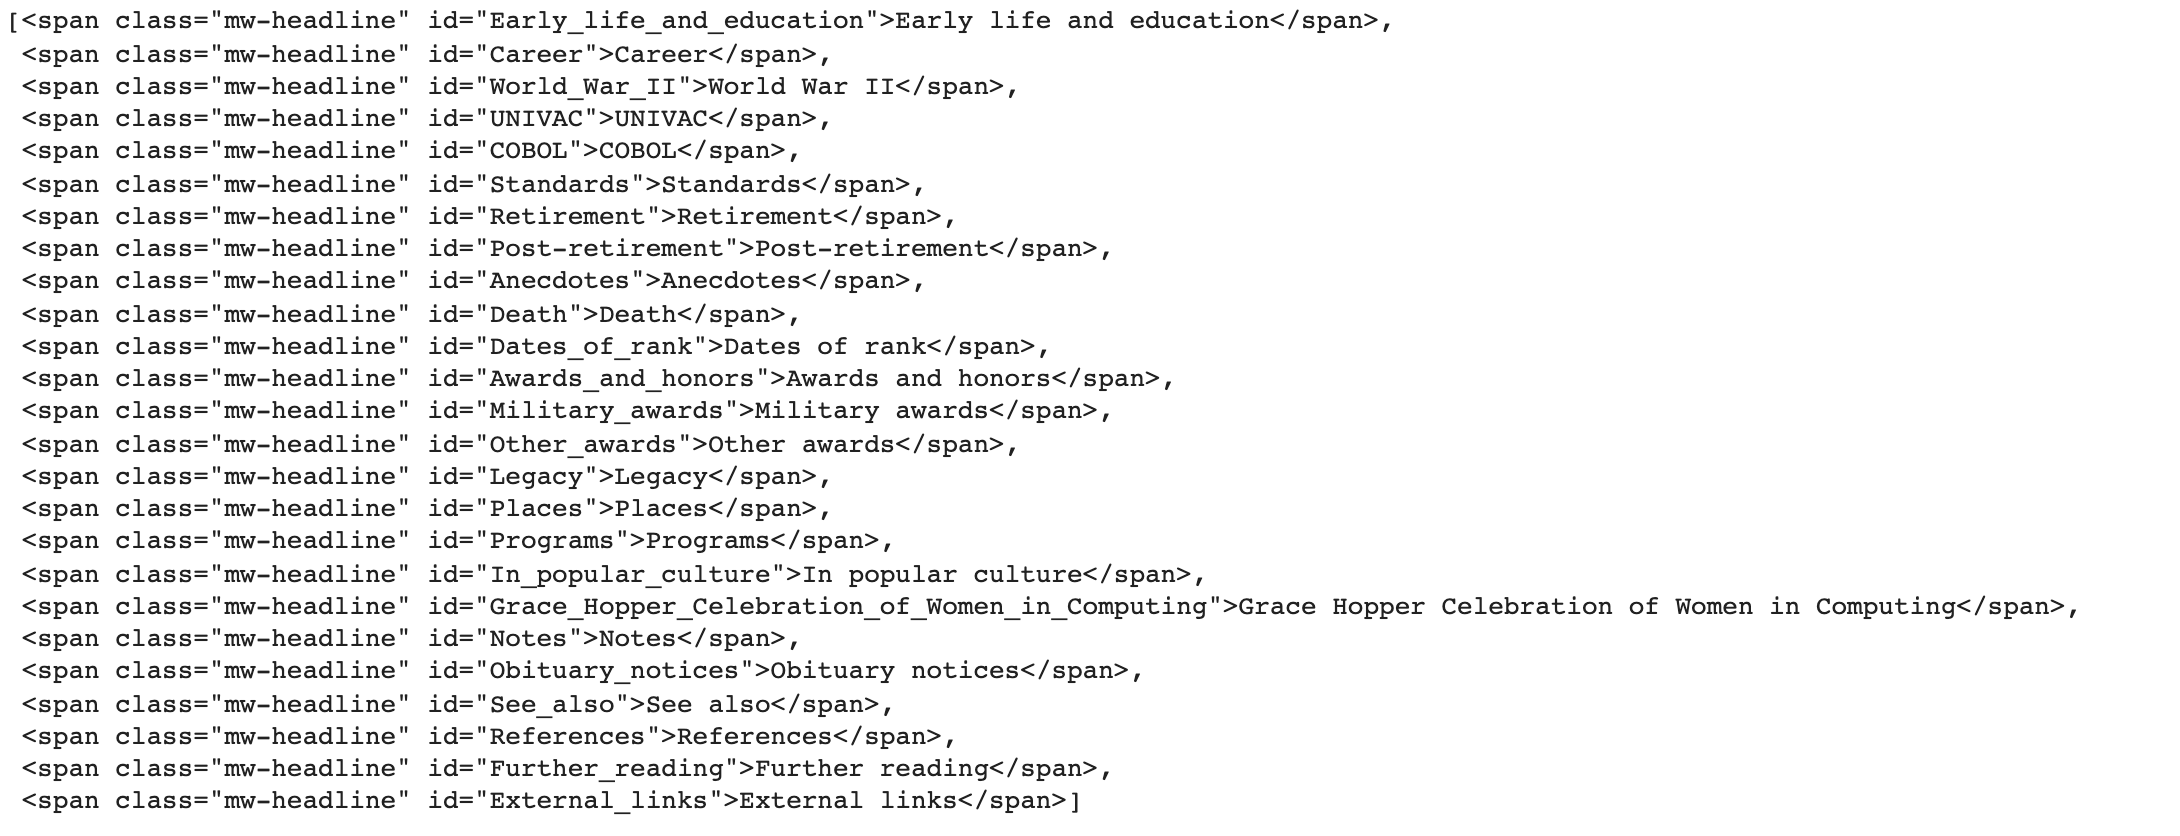 [<span class="mw-headline" id="Early_life_and_education">Early life and education</span>,
<span class="mw-headline" id="Career">Career</span>,
<span class="mw-headline" id="World_War_II">World War II</span>,
<span class="mw-headline" id="UNIVAC">UNIVAC</span>,
<span class="mw-headline" id="COBOL">COBOL</span>,
<span class="mw-headline" id="Standards">Standards</span>,
<span class="mw-headline" id="Retirement">Retirement</span>,
<span class="mw-headline" id="Post-retirement">Post-retirement</span>,
<span class="mw-headline" id="Anecdotes">Anecdotes</span>,
<span class="mw-headline" id="Death">Death</span>,
<span class="mw-headline" id="Dates_of_rank">Dates of rank</span>,
<span class="mw-headline" id="Awards_and_honors">Awards and honors</span>,
<span class="mw-headline" id="Military_awards">Military awards</span>,
<span class="mw-headline" id="Other_awards">Other awards</span>,
<span class="mw-headline" id="Legacy">Legacy</span>,
<span class="mw-headline" id="Places">Places</span>,
<span class="mw-headline" id="Programs">Programs</span>,
<span class="mw-headline" id="In_popular_culture">In popular culture</span>,
<span class="mw-headline" id="Grace_Hopper_Celebration_of_Women_in_Computing">Grace Hopper Celebration of Women in Computing</span>,
<span class="mw-headline" id="Notes">Notes</span>,
<span class="mw-headline" id="Obituary_notices">Obituary notices</span>,
<span class="mw-headline" id="See_also">See also</span>,
<span class="mw-headline" id="References">References</span>,
<span class="mw-headline" id="Further_reading">Further reading</span>,
<span class="mw-headline" id="External_links">External links</span>]